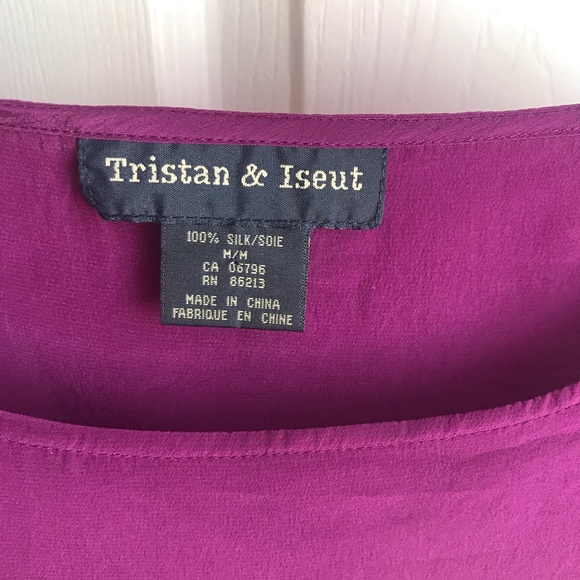 Tristan & Iseut
100% SILK/SOIE
M/M
CA 06796
RN 86213
MADE IN CHINA
FABRIQUE EN CHINE